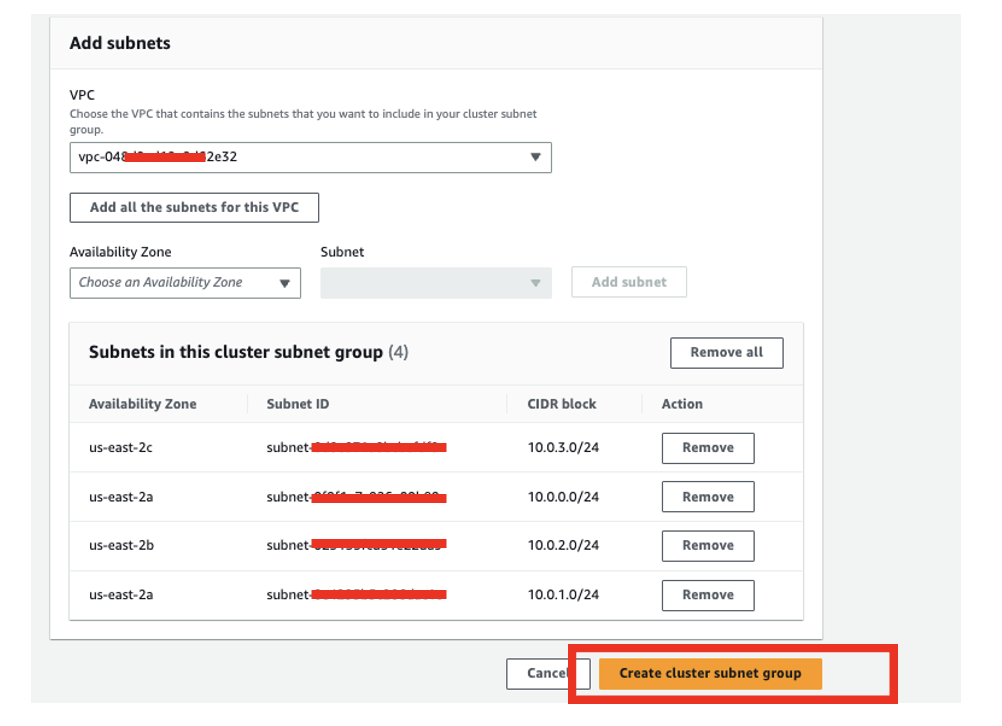 Add subnets
VPC
Choose the VPC that contains the subnets that you want to include in your cluster subnet
group.
vpc-048 2e32
Add all the subnets for this VPC
Availability Zone Subnet
Choose an Availability Zone Add subnet
Subnets in this cluster subnet group (4) Remove all
Availability Zone Subnet ID CIDR block Action
us-east-2c subnet- 10.0.3.0/24 Remove
us-east-2a subnet- 10.0.0.0/24 Remove
us-east-2b subnet- 10.0.2.0/24 Remove
us-east-2a subnet- 10.0.1.0/24 Remove
Cancel Create cluster subnet group